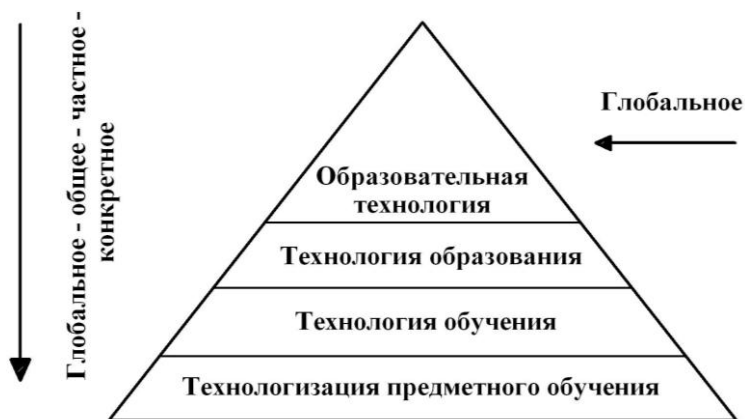 Глобальное - общее - частное -
конкретное
Глобальное
Образовательная
технология
Технология образования
Технология обучения
Технологизация предметного обучения